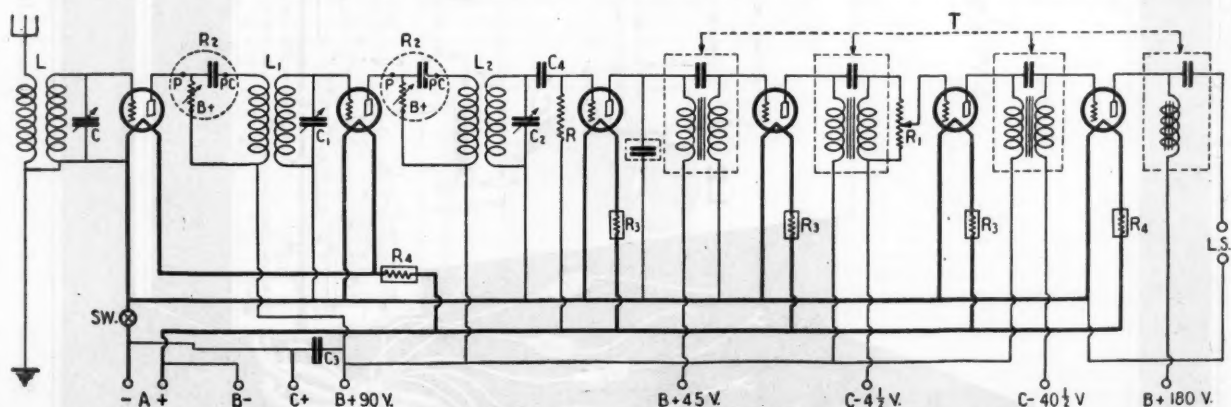 T
L
R2
L1
R2
L2
C4
P
PC
B+
P
PC
B+
C
C1
C2
R
R1
R3
R3
R3
R4
R4
L.S.
SW.
C3
- A +
B-
C+
B+90 V.
B+45 V.
C-4½ V.
C-40½ V.
B+180 V.